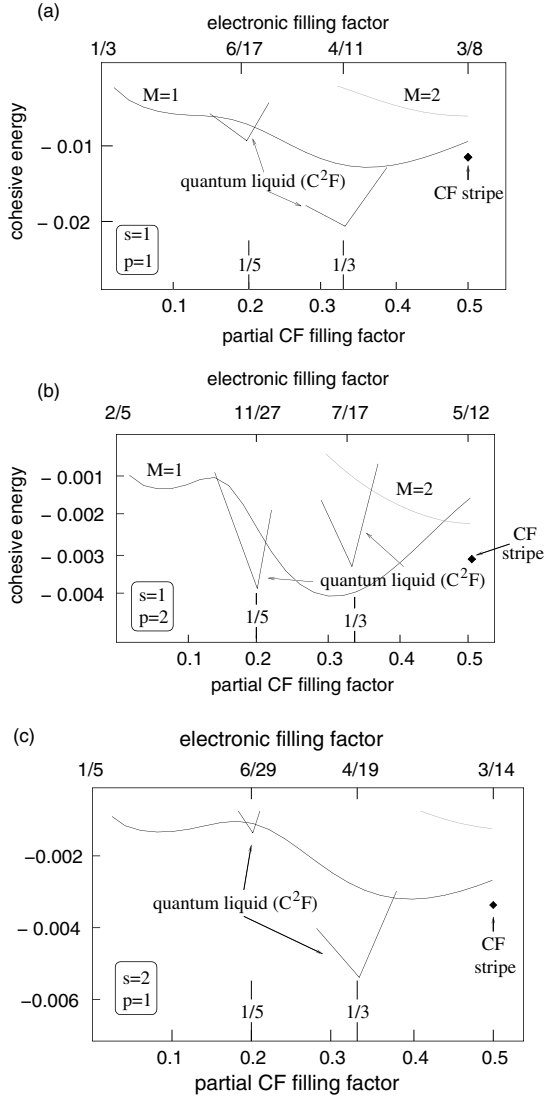 (a)
electronic filling factor
1/3 6/17 4/11 3/8
M=1 M=2
cohesive energy
− 0.01
quantum liquid (C²F)
CF stripe
− 0.02
s=1
p=1
1/5 1/3
0.1 0.2 0.3 0.4 0.5
partial CF filling factor
(b)
electronic filling factor
2/5 11/27 7/17 5/12
cohesive energy
− 0.001
M=1 M=2
− 0.002
− 0.003
CF
stripe
quantum liquid (C²F)
− 0.004
s=1
p=2
1/5 1/3
0.1 0.2 0.3 0.4 0.5
partial CF filling factor
(c)
electronic filling factor
1/5 6/29 4/19 3/14
cohesive energy
−0.002
quantum liquid (C²F)
−0.004
CF
stripe
−0.006
s=2
p=1
1/5 1/3
0.1 0.2 0.3 0.4 0.5
partial CF filling factor